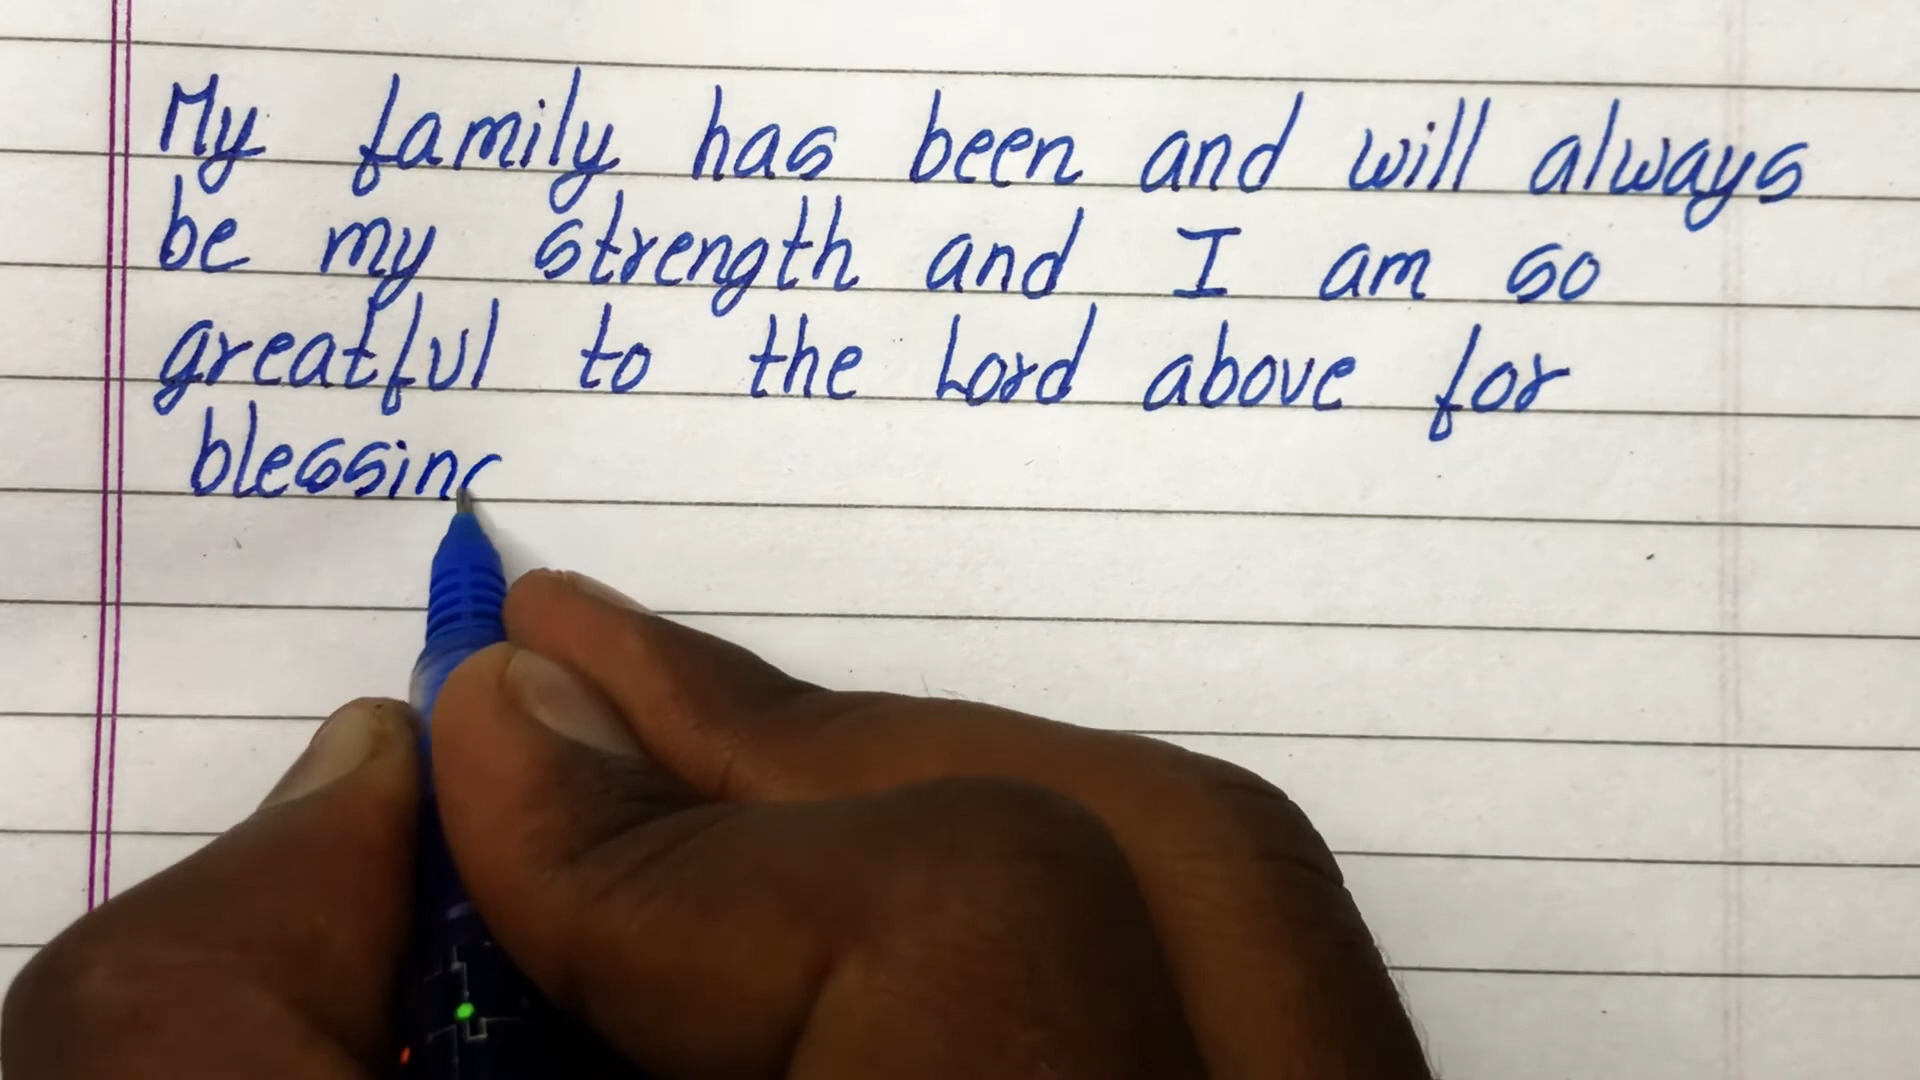 My family has been and will always
be my strength and I am so
greatful to the Lord above for
blessin